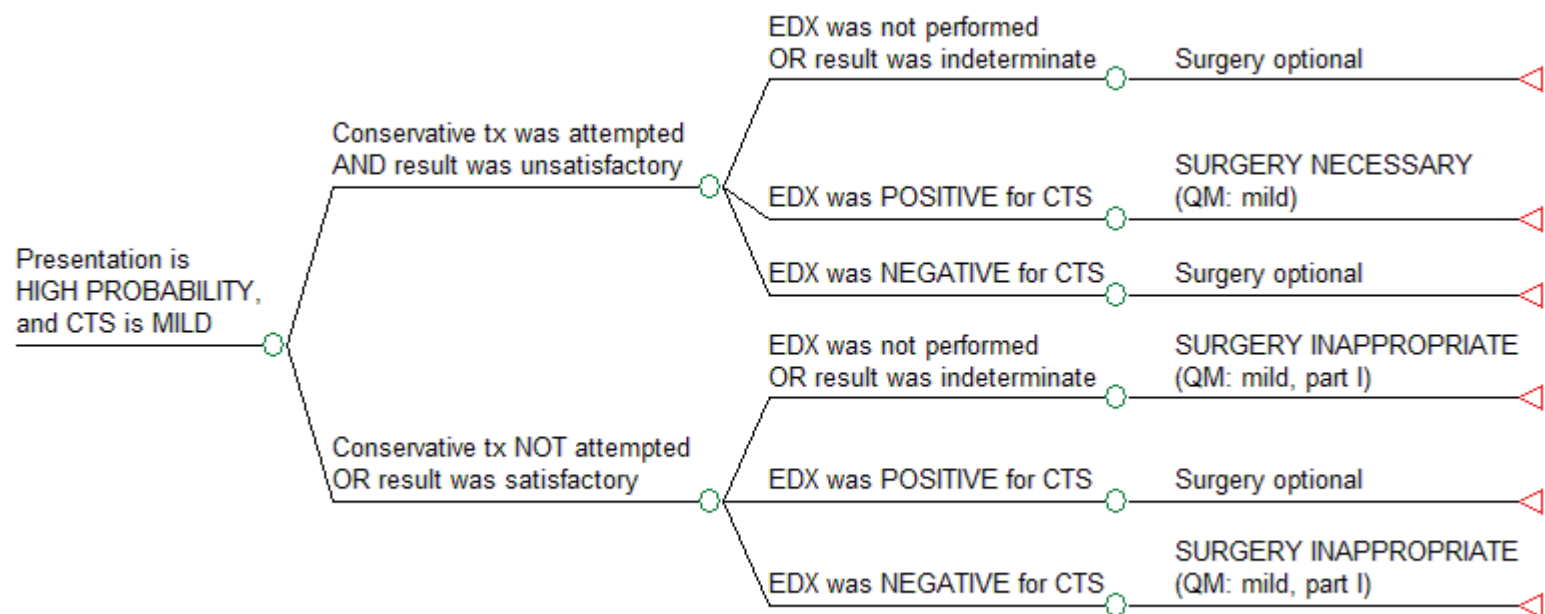 Presentation is
HIGH PROBABILITY,
and CTS is MILD
Conservative tx was attempted
AND result was unsatisfactory
EDX was not performed
OR result was indeterminate
Surgery optional
EDX was POSITIVE for CTS
SURGERY NECESSARY
(QM: mild)
EDX was NEGATIVE for CTS
Surgery optional
Conservative tx NOT attempted
OR result was satisfactory
EDX was not performed
OR result was indeterminate
SURGERY INAPPROPRIATE
(QM: mild, part I)
EDX was POSITIVE for CTS
Surgery optional
EDX was NEGATIVE for CTS
SURGERY INAPPROPRIATE
(QM: mild, part I)